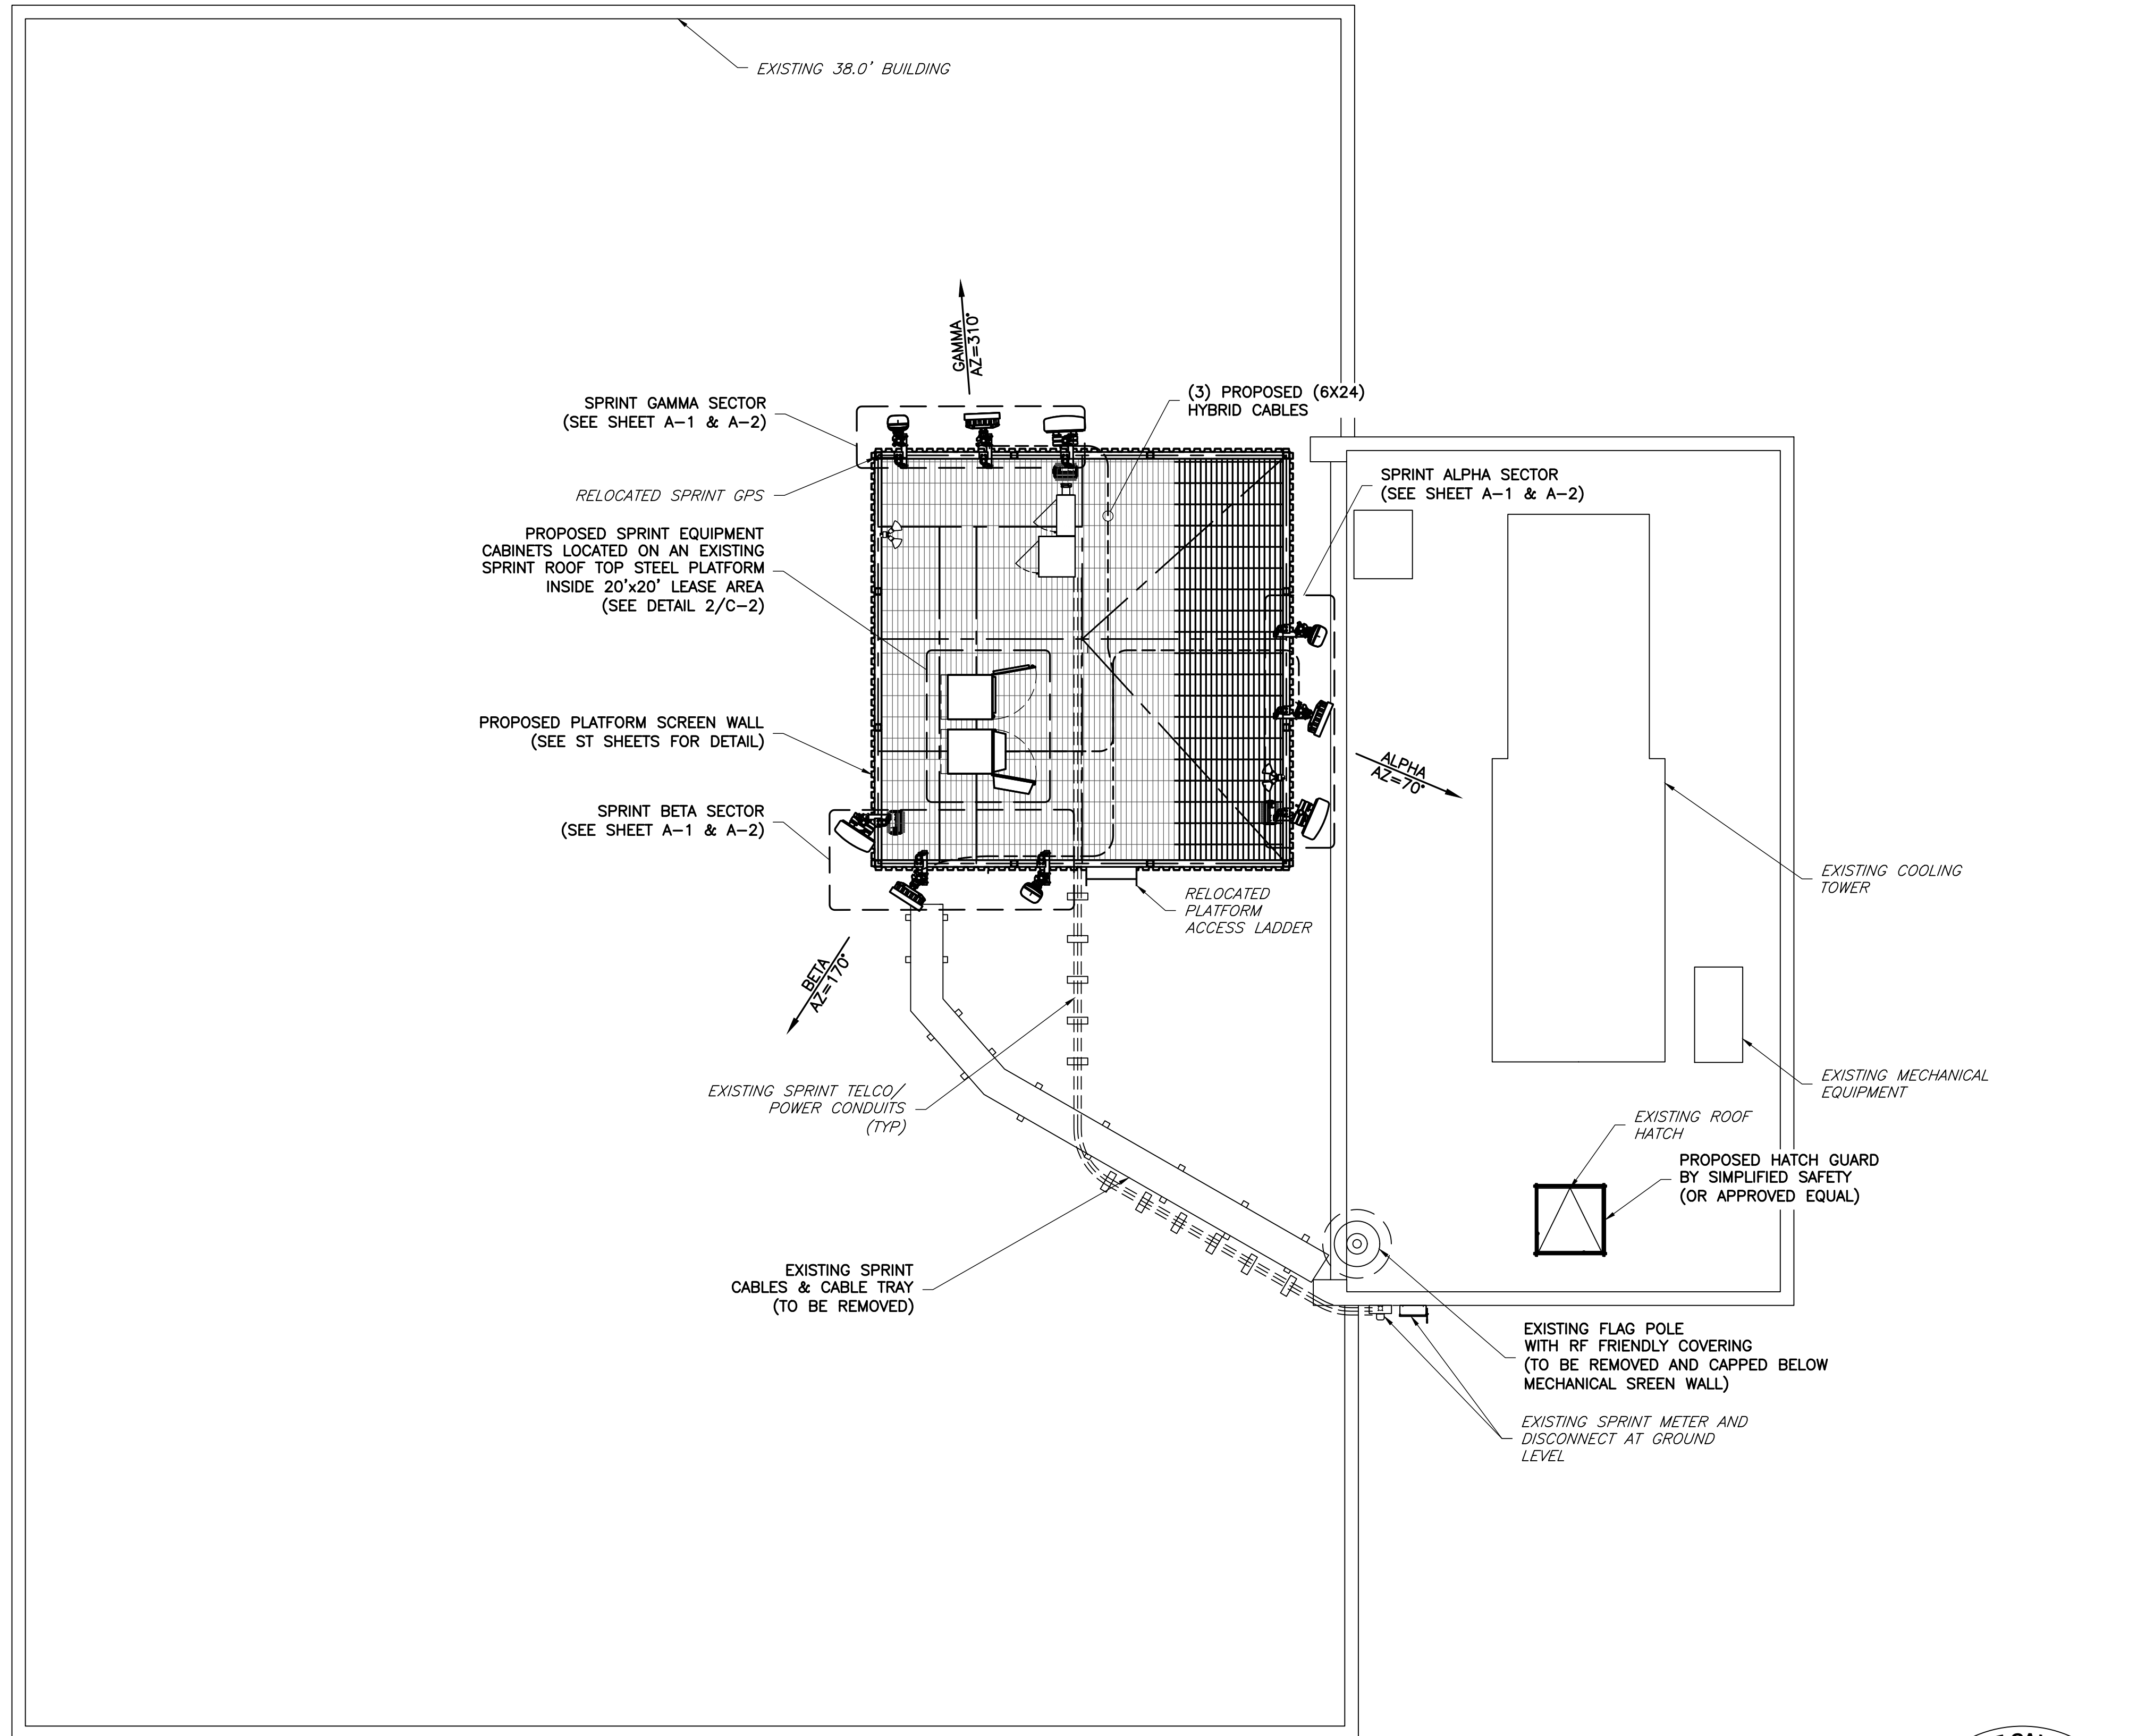 EXISTING 38.0' BUILDING
GAMMA
AZ=310°
SPRINT GAMMA SECTOR
(SEE SHEET A-1 & A-2)
(3) PROPOSED (6X24)
HYBRID CABLES
RELOCATED SPRINT GPS
SPRINT ALPHA SECTOR
(SEE SHEET A-1 & A-2)
PROPOSED SPRINT EQUIPMENT
CABINETS LOCATED ON AN EXISTING
SPRINT ROOF TOP STEEL PLATFORM
INSIDE 20'x20' LEASE AREA
(SEE DETAIL 2/C-2)
PROPOSED PLATFORM SCREEN WALL
(SEE ST SHEETS FOR DETAIL)
ALPHA
AZ=70°
SPRINT BETA SECTOR
(SEE SHEET A-1 & A-2)
EXISTING COOLING
TOWER
RELOCATED
PLATFORM
ACCESS LADDER
BETA
AZ=170°
EXISTING SPRINT TELCO/
POWER CONDUITS
(TYP)
EXISTING MECHANICAL
EQUIPMENT
EXISTING ROOF
HATCH
PROPOSED HATCH GUARD
BY SIMPLIFIED SAFETY
(OR APPROVED EQUAL)
EXISTING SPRINT
CABLES & CABLE TRAY
(TO BE REMOVED)
EXISTING FLAG POLE
WITH RF FRIENDLY COVERING
(TO BE REMOVED AND CAPPED BELOW
MECHANICAL SREEN WALL)
EXISTING SPRINT METER AND
DISCONNECT AT GROUND
LEVEL